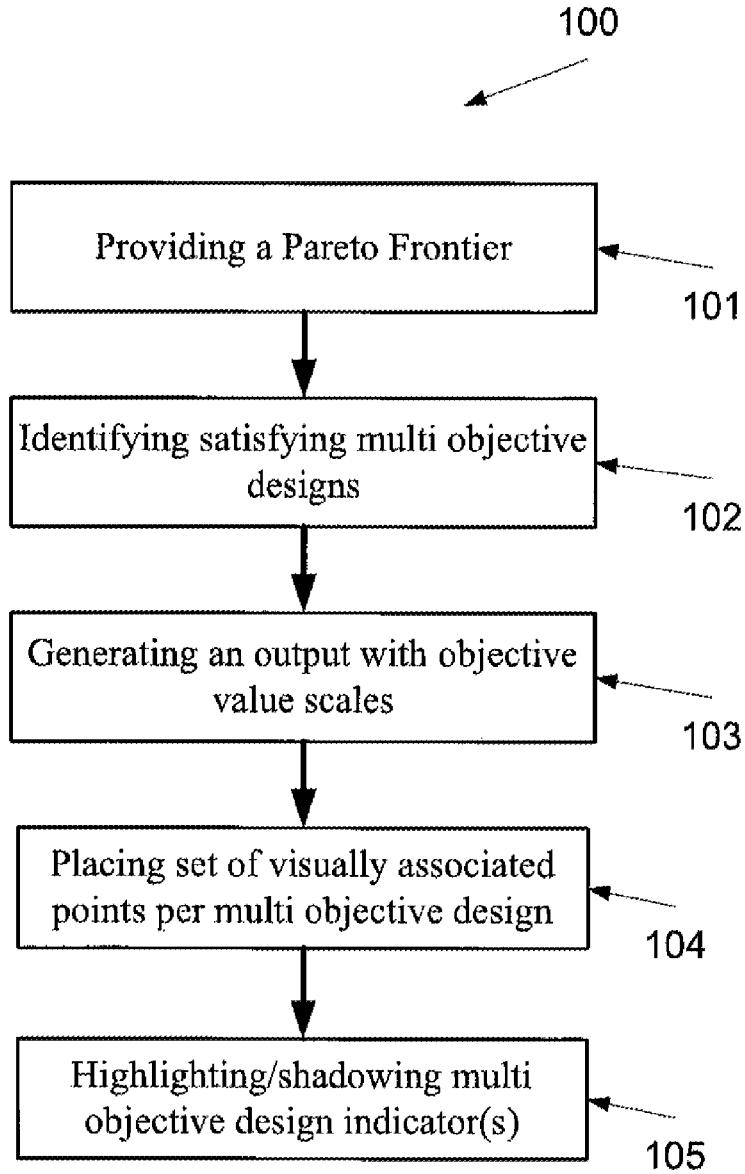 100
Providing a Pareto Frontier
101
Identifying satisfying multi objective
designs
102
Generating an output with objective
value scales
103
Placing set of visually associated
points per multi objective design
104
Highlighting/shadowing multi
objective design indicator(s)
105